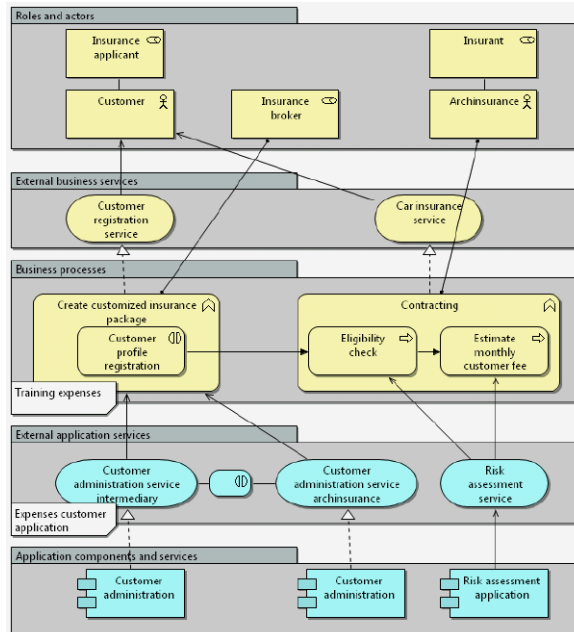 Roles and actors
Insurance
applicant
Insurant
Customer
Insurance
broker
Archinsurance
External business services
Customer
registration
service
Car insurance
service
Business processes
Create customized insurance
package
Customer
profile
registration
Contracting
Eligibility
check
Estimate
monthly
customer fee
Training expenses
External application services
Customer
administration service
intermediary
Customer
administration service
archinsurance
Risk
assessment
service
Expenses customer
application
Application components and services
Customer
administration
Customer
administration
Risk assessment
application